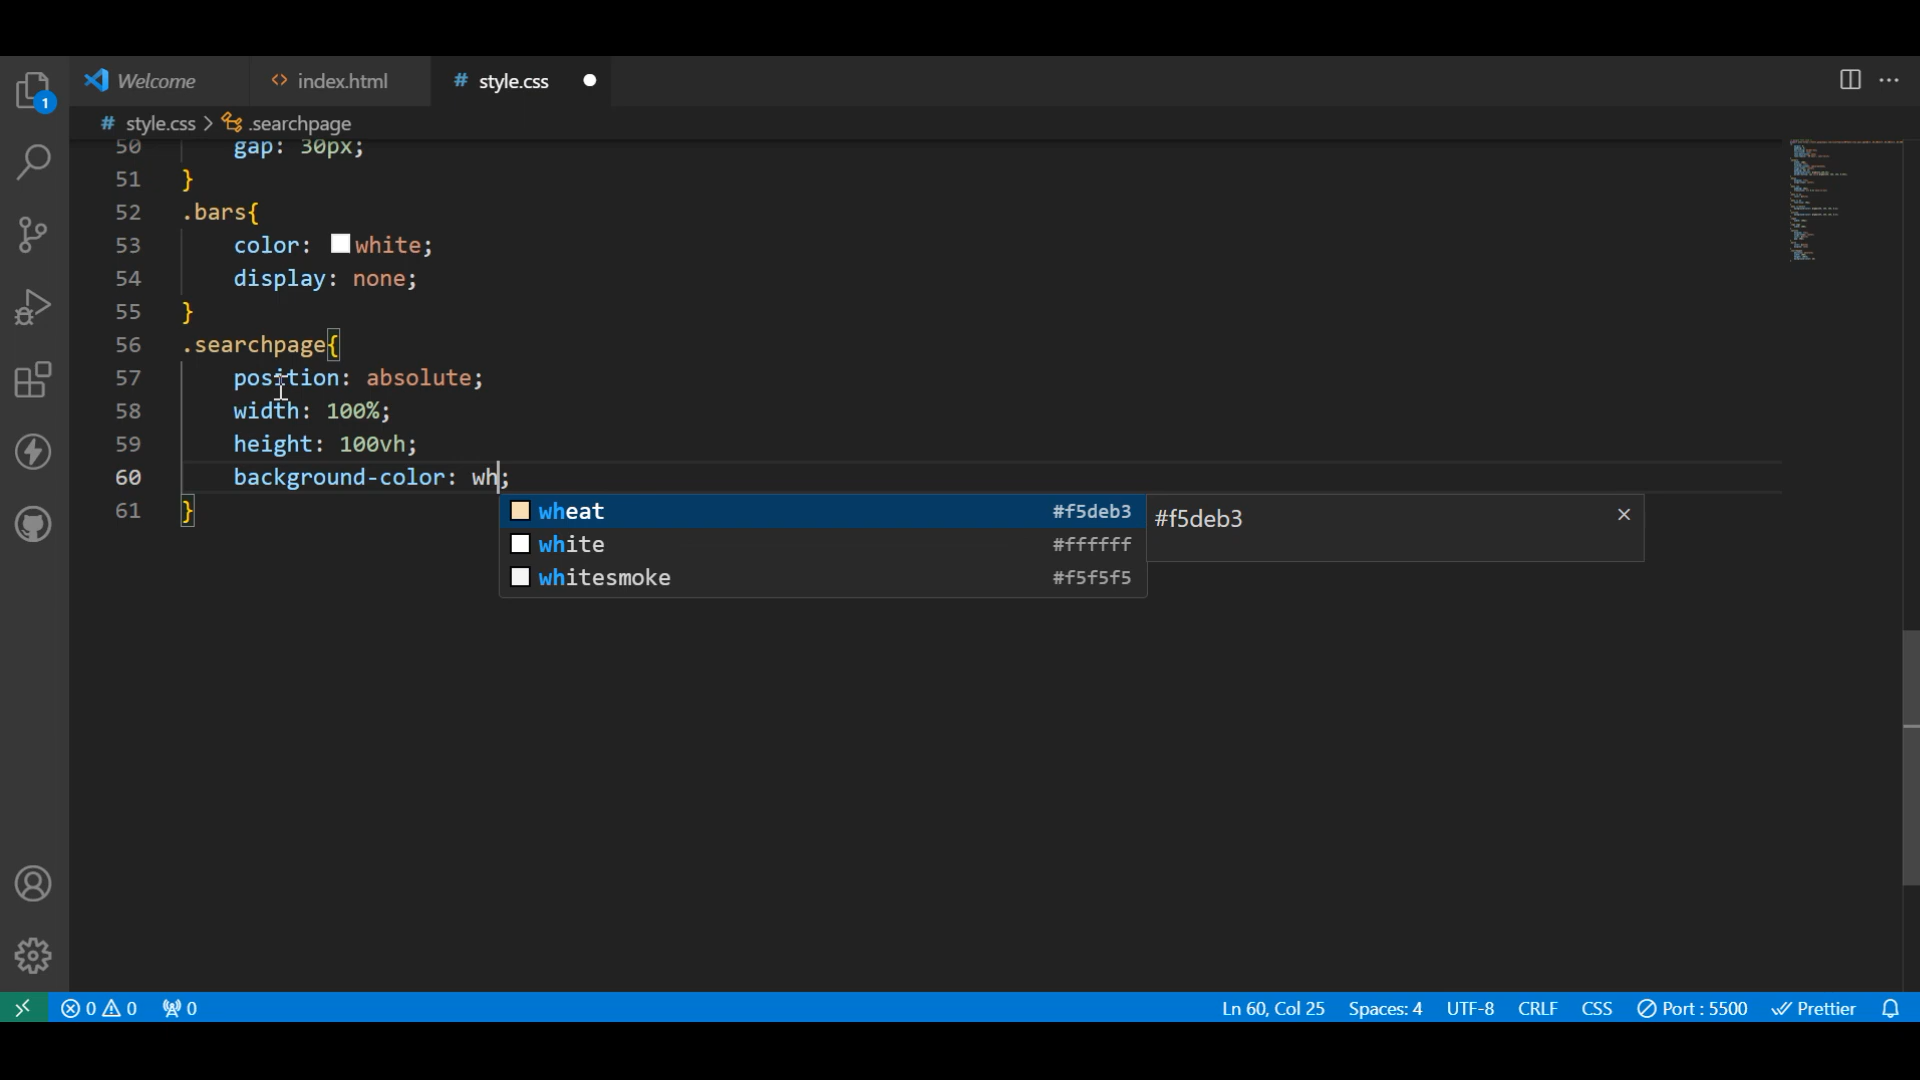 1
Welcome
index.html
# style.css
# style.css > .searchpage
50 gap: 30px;
51 }
52 .bars{
53 color: white;
54 display: none;
55 }
56 .searchpage{
57 position: absolute;
58 width: 100%;
59 height: 100vh;
60 background-color: wh;
61 }
wheat #f5deb3
#f5deb3
white #ffffff
whitesmoke #f5f5f5
0 0 0 Ln 60, Col 25 Spaces: 4 UTF-8 CRLF CSS Port : 5500 Prettier